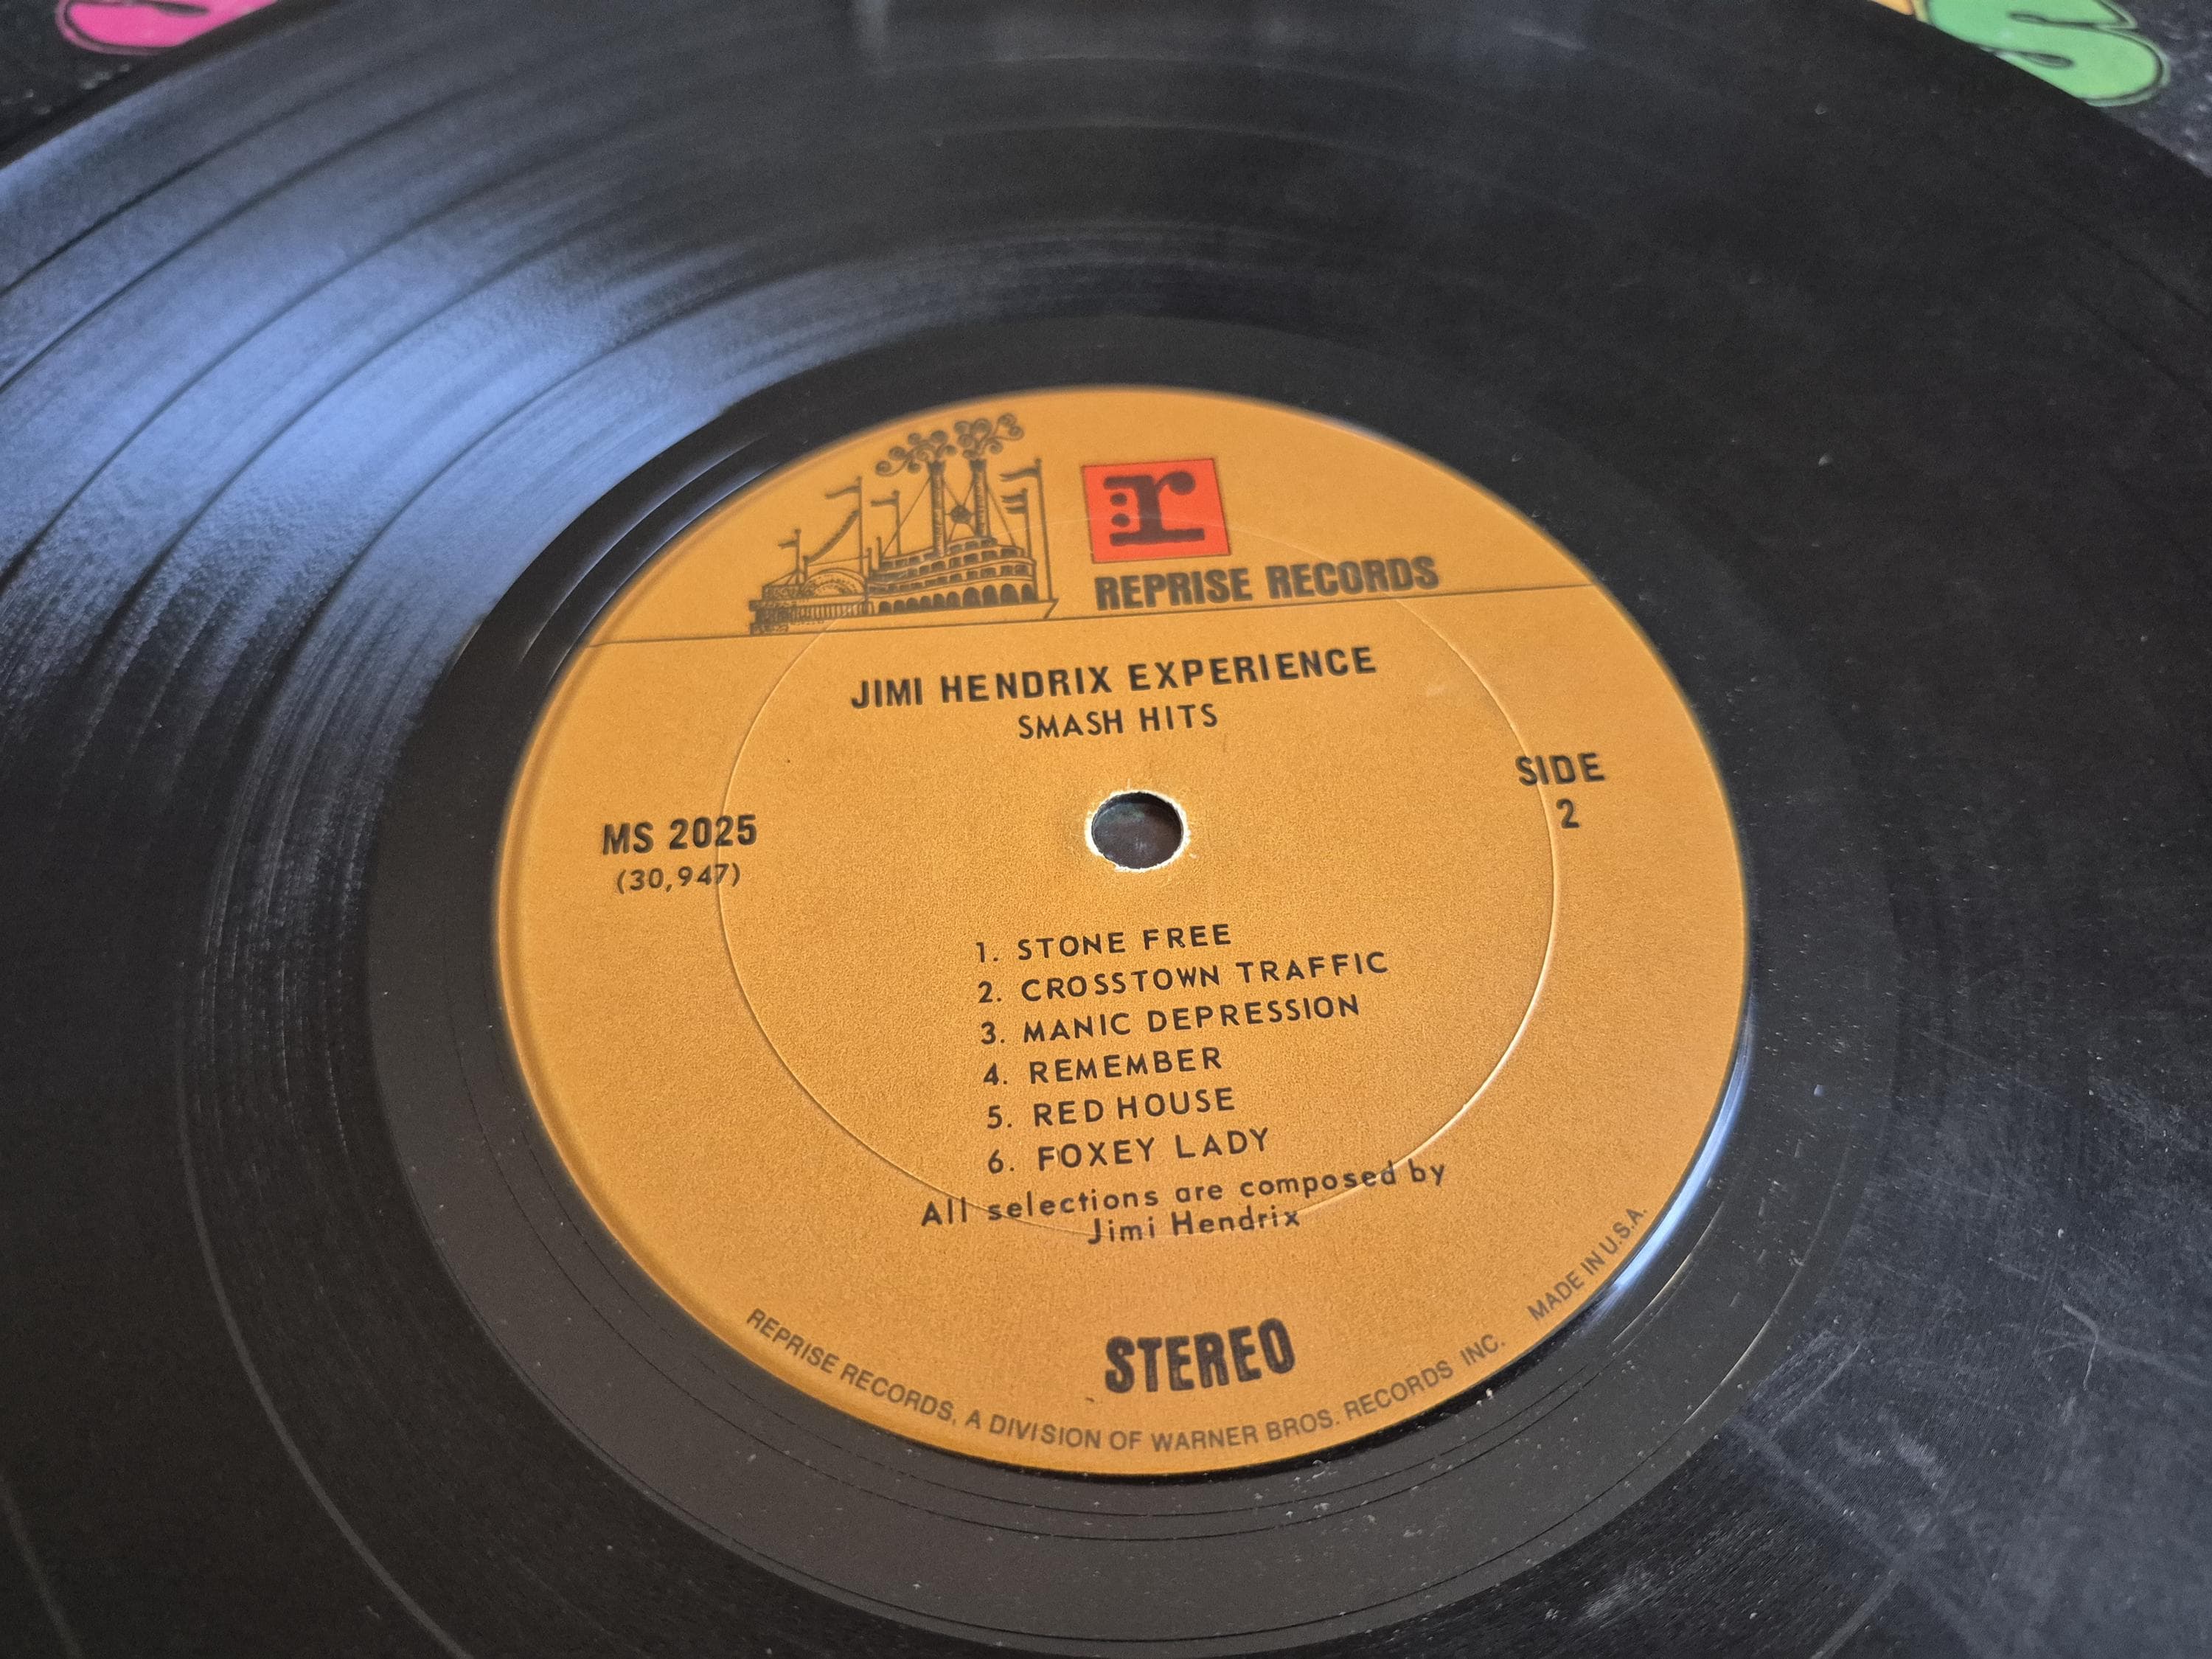 r
REPRISE RECORDS
JIMI HENDRIX EXPERIENCE
SMASH HITS
SIDE
2
MS 2025
(30,947)
1. STONE FREE
2. CROSSTOWN TRAFFIC
3. MANIC DEPRESSION
4. REMEMBER
5. RED HOUSE
6. FOXEY LADY
All selections are composed by
Jimi Hendrix
STEREO
REPRISE RECORDS, A DIVISION OF WARNER BROS. RECORDS INC. MADE IN U.S.A.